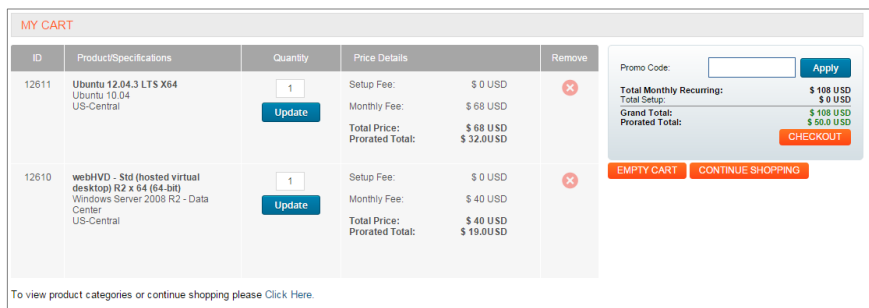 MY CART
ID Product/Specifications Quantity Price Details Remove
12611 Ubuntu 12.04.3 LTS X64 1 Setup Fee: $ 0 USD
Ubuntu 10.04
US-Central Update Monthly Fee: $ 68 USD
Total Price: $ 68 USD
Prorated Total: $ 32.0USD
12610 webHVD - Std (hosted virtual 1 Setup Fee: $ 0 USD
desktop) R2 x 64 (64-bit)
Windows Server 2008 R2 - Data Update Monthly Fee: $ 40 USD
Center
US-Central Total Price: $ 40 USD
Prorated Total: $ 19.0USD
Promo Code: Apply
Total Monthly Recurring: $ 108 USD
Total Setup: $ 0 USD
Grand Total: $ 108 USD
Prorated Total: $ 50.0 USD
CHECKOUT
EMPTY CART CONTINUE SHOPPING
To view product categories or continue shopping please Click Here.